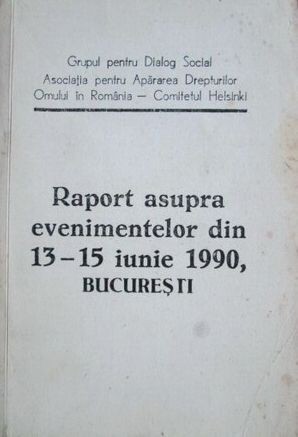 Grupul pentru Dialog Social
Asociația pentru Apărarea Drepturilor
Omului în România — Comitetul Helsinki
Raport asupra
evenimentelor din
13-15 iunie 1990,
BUCUREȘTI